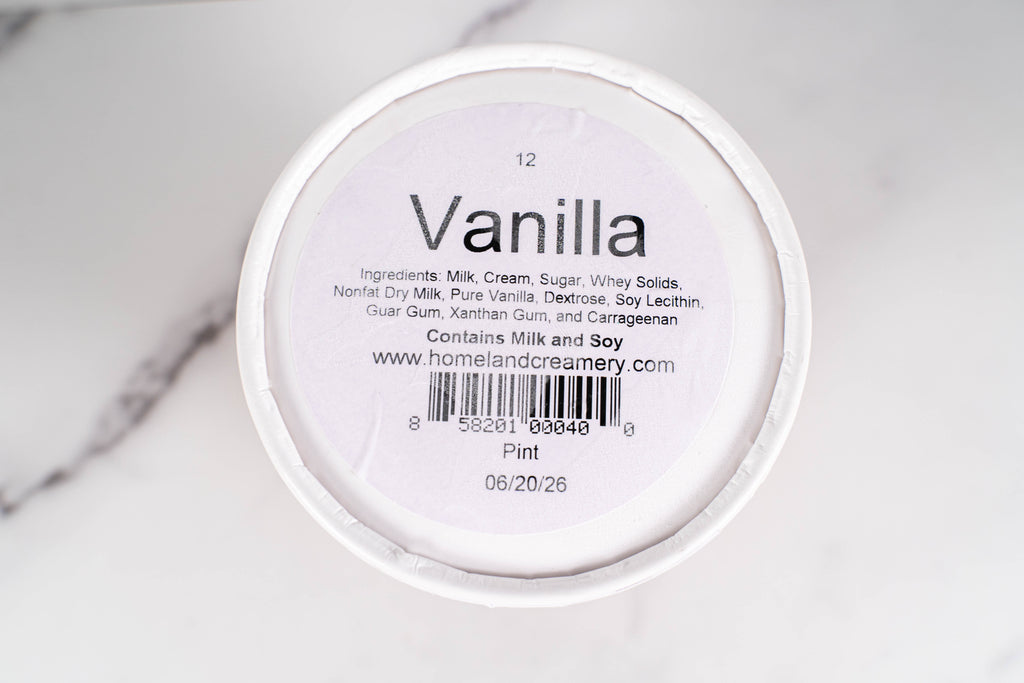 12
Vanilla
Ingredients: Milk, Cream, Sugar, Whey Solids,
Nonfat Dry Milk, Pure Vanilla, Dextrose, Soy Lecithin,
Guar Gum, Xanthan Gum, and Carrageenan
Contains Milk and Soy
www.homelandcreamery.com
8 58201 00040 0
Pint
06/20/26